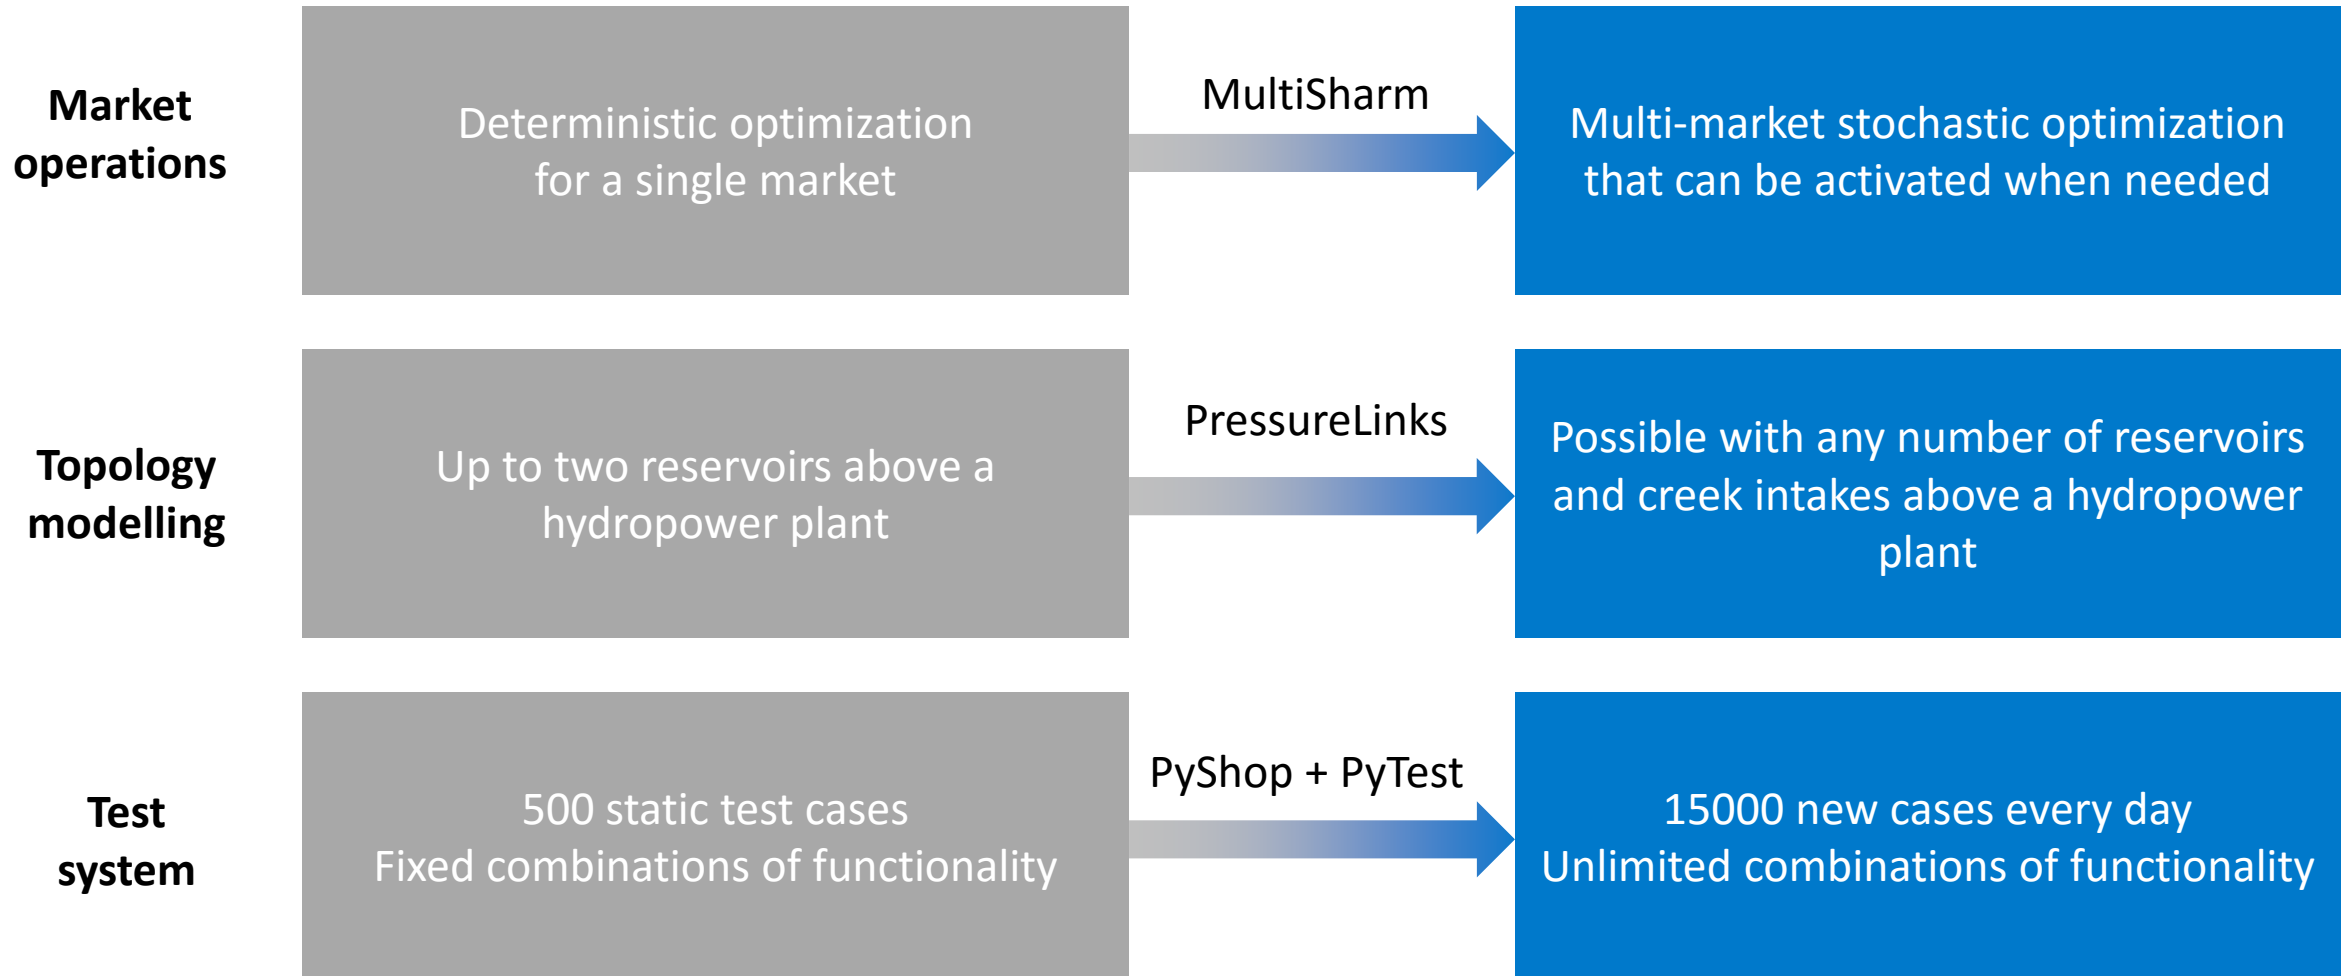 Market
operations
Deterministic optimization
for a single market
MultiSharm
Multi-market stochastic optimization
that can be activated when needed
Topology
modelling
Up to two reservoirs above a
hydropower plant
PressureLinks
Possible with any number of reservoirs
and creek intakes above a hydropower
plant
Test
system
500 static test cases
Fixed combinations of functionality
PyShop + PyTest
15000 new cases every day
Unlimited combinations of functionality